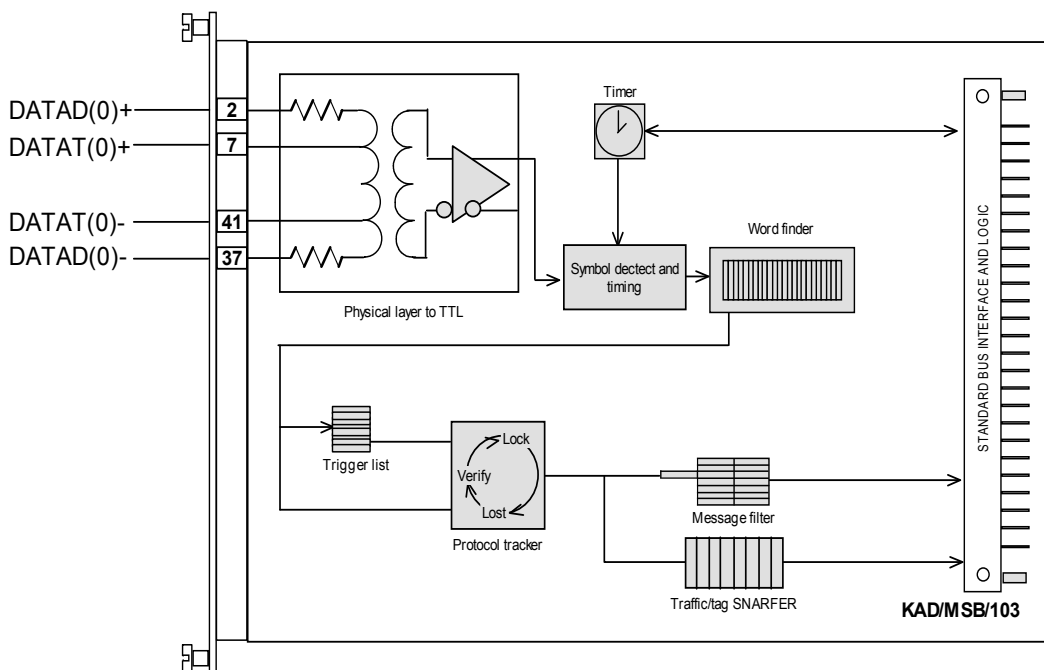 DATAD(0)+
DATAT(0)+
DATAT(0)-
DATAD(0)-
2
7
41
37
Physical layer to TTL
Timer
Symbol dectect and
timing
Word finder
Trigger list
Lock
Verify
Lost
Protocol tracker
Message filter
Traffic/tag SNARFER
STANDARD BUS INTERFACE AND LOGIC
KAD/MSB/103